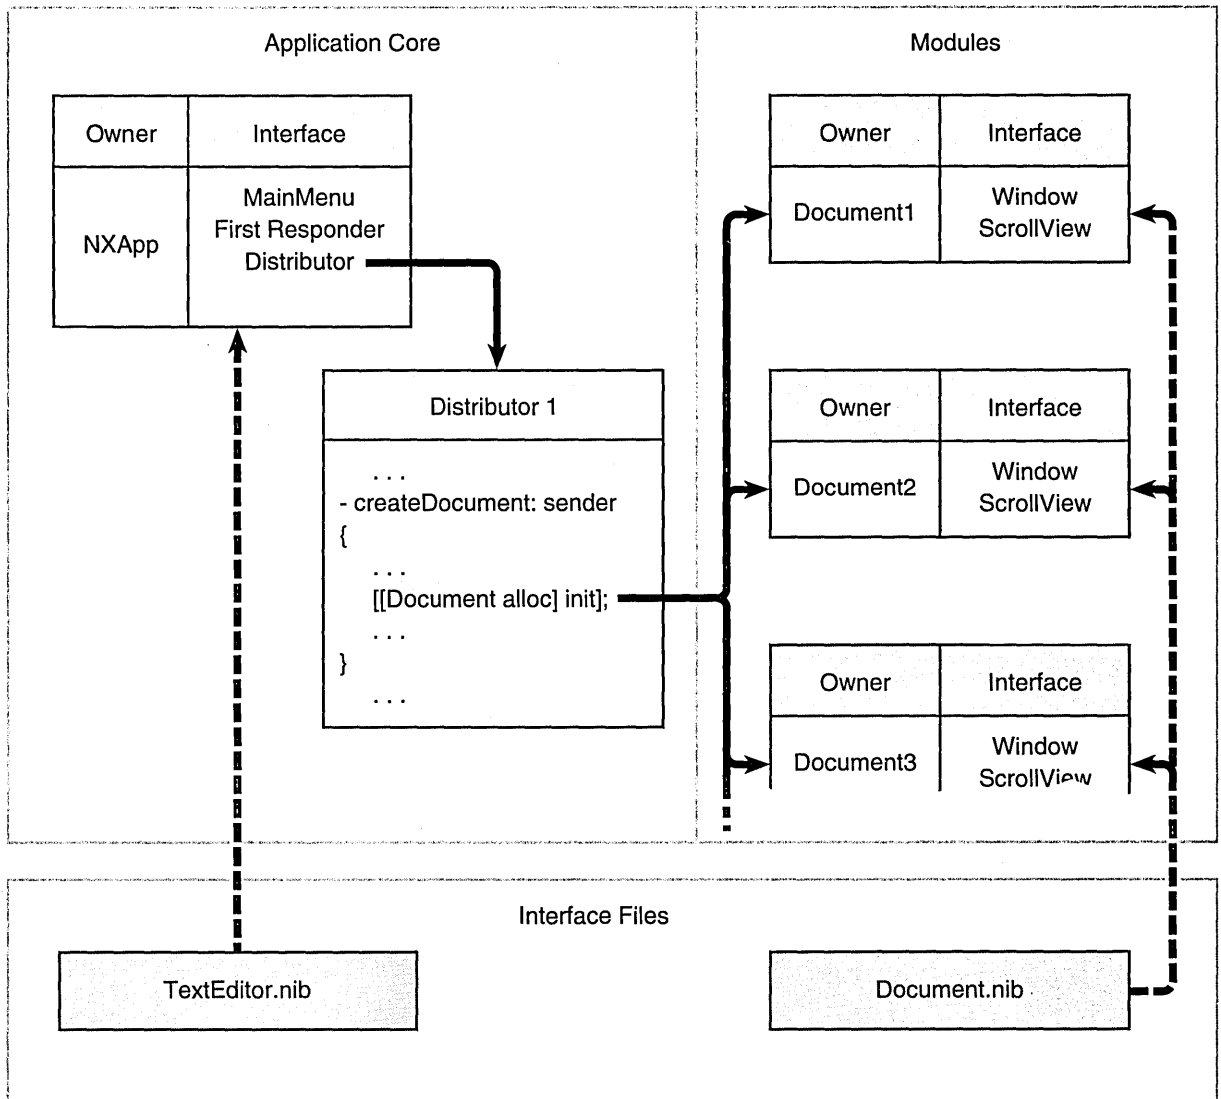 Application Core
Modules
Owner
Interface
NXApp
MainMenu
First Responder
Distributor
Distributor 1
. . .
- createDocument: sender
{
. . .
[[Document alloc] init];
. . .
}
. . .
Owner
Interface
Document1
Window
ScrollView
Owner
Interface
Document2
Window
ScrollView
Owner
Interface
Document3
Window
ScrollView
Interface Files
TextEditor.nib
Document.nib